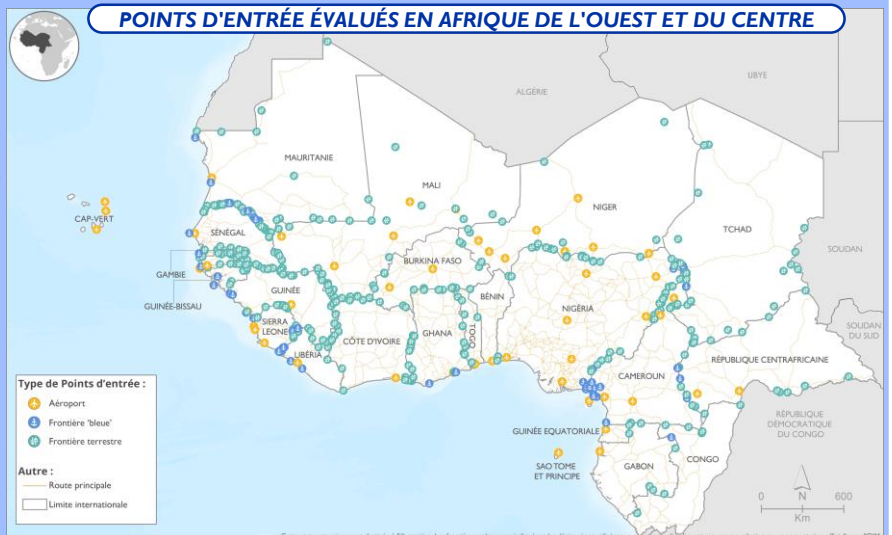 POINTS D'ENTRÉE ÉVALUÉS EN AFRIQUE DE L'OUEST ET DU CENTRE
ALGÉRIE
LIBYE
MAURITANIE
MALI
NIGER
CAP-VERT
TCHAD
SÉNÉGAL
SOUDAN
BURKINA FASO
GAMBIE
GUINÉE
BÉNIN
GUINÉE-BISSAU
NIGÉRIA
SIERRA
LEONE
CÔTE D'IVOIRE
GHANA
TOGO
SOUDAN
DU SUD
LIBÉRIA
RÉPUBLIQUE CENTRAFRICAINE
CAMEROUN
Type de Points d'entrée :
Aéroport
Frontière 'bleue'
Frontière terrestre
Autre :
Route principale
Limite internationale
GUINÉE EQUATORIALE
RÉPUBLIQUE
DÉMOCRATIQUE
DU CONGO
SAO TOME
ET PRINCIPE
GABON
CONGO
0 N 600
Km